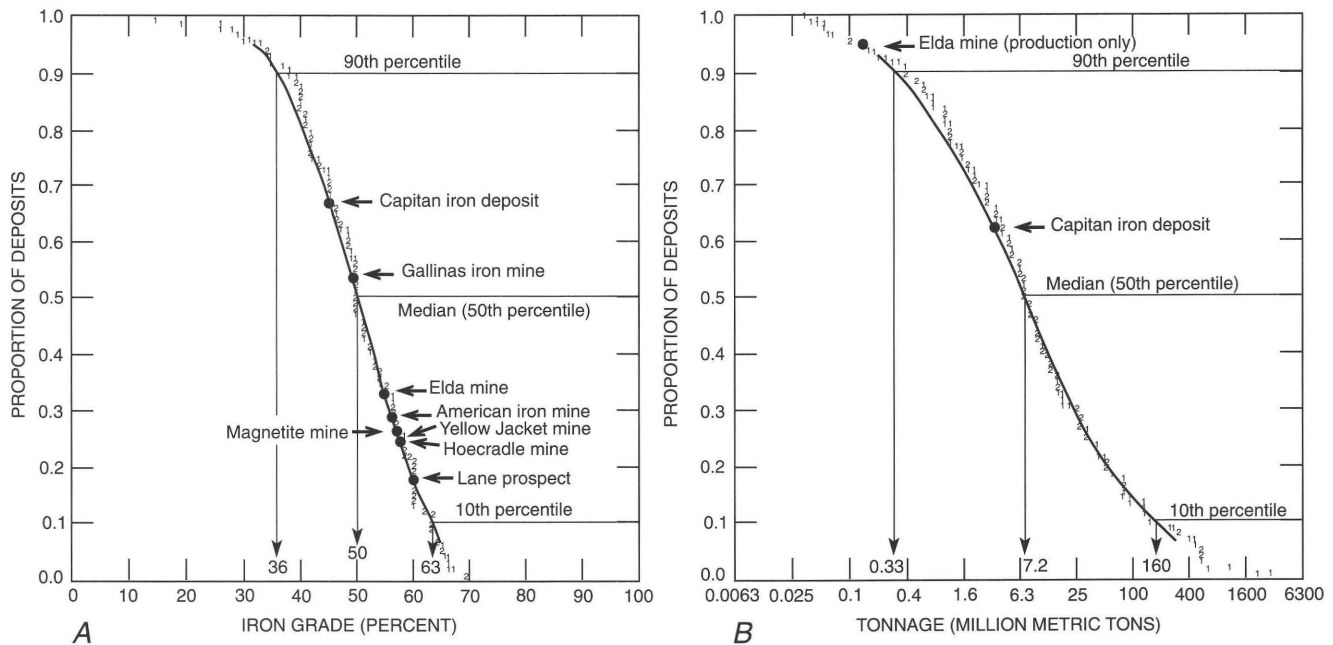 PROPORTION OF DEPOSITS
1.0
0.9
0.8
0.7
0.6
0.5
0.4
0.3
0.2
0.1
0.0
90th percentile
Capitan iron deposit
Gallinas iron mine
Median (50th percentile)
Elda mine
American iron mine
Magnetite mine
Yellow Jacket mine
Hoecradle mine
Lane prospect
10th percentile
36
50
63
0 10 20 30 40 50 60 70 80 90 100
A
IRON GRADE (PERCENT)
PROPORTION OF DEPOSITS
1.0
0.9
0.8
0.7
0.6
0.5
0.4
0.3
0.2
0.1
0.0
Elda mine (production only)
90th percentile
Capitan iron deposit
Median (50th percentile)
10th percentile
0.33
7.2
160
0.0063 0.025 0.1 0.4 1.6 6.3 25 100 400 1600 6300
B
TONNAGE (MILLION METRIC TONS)